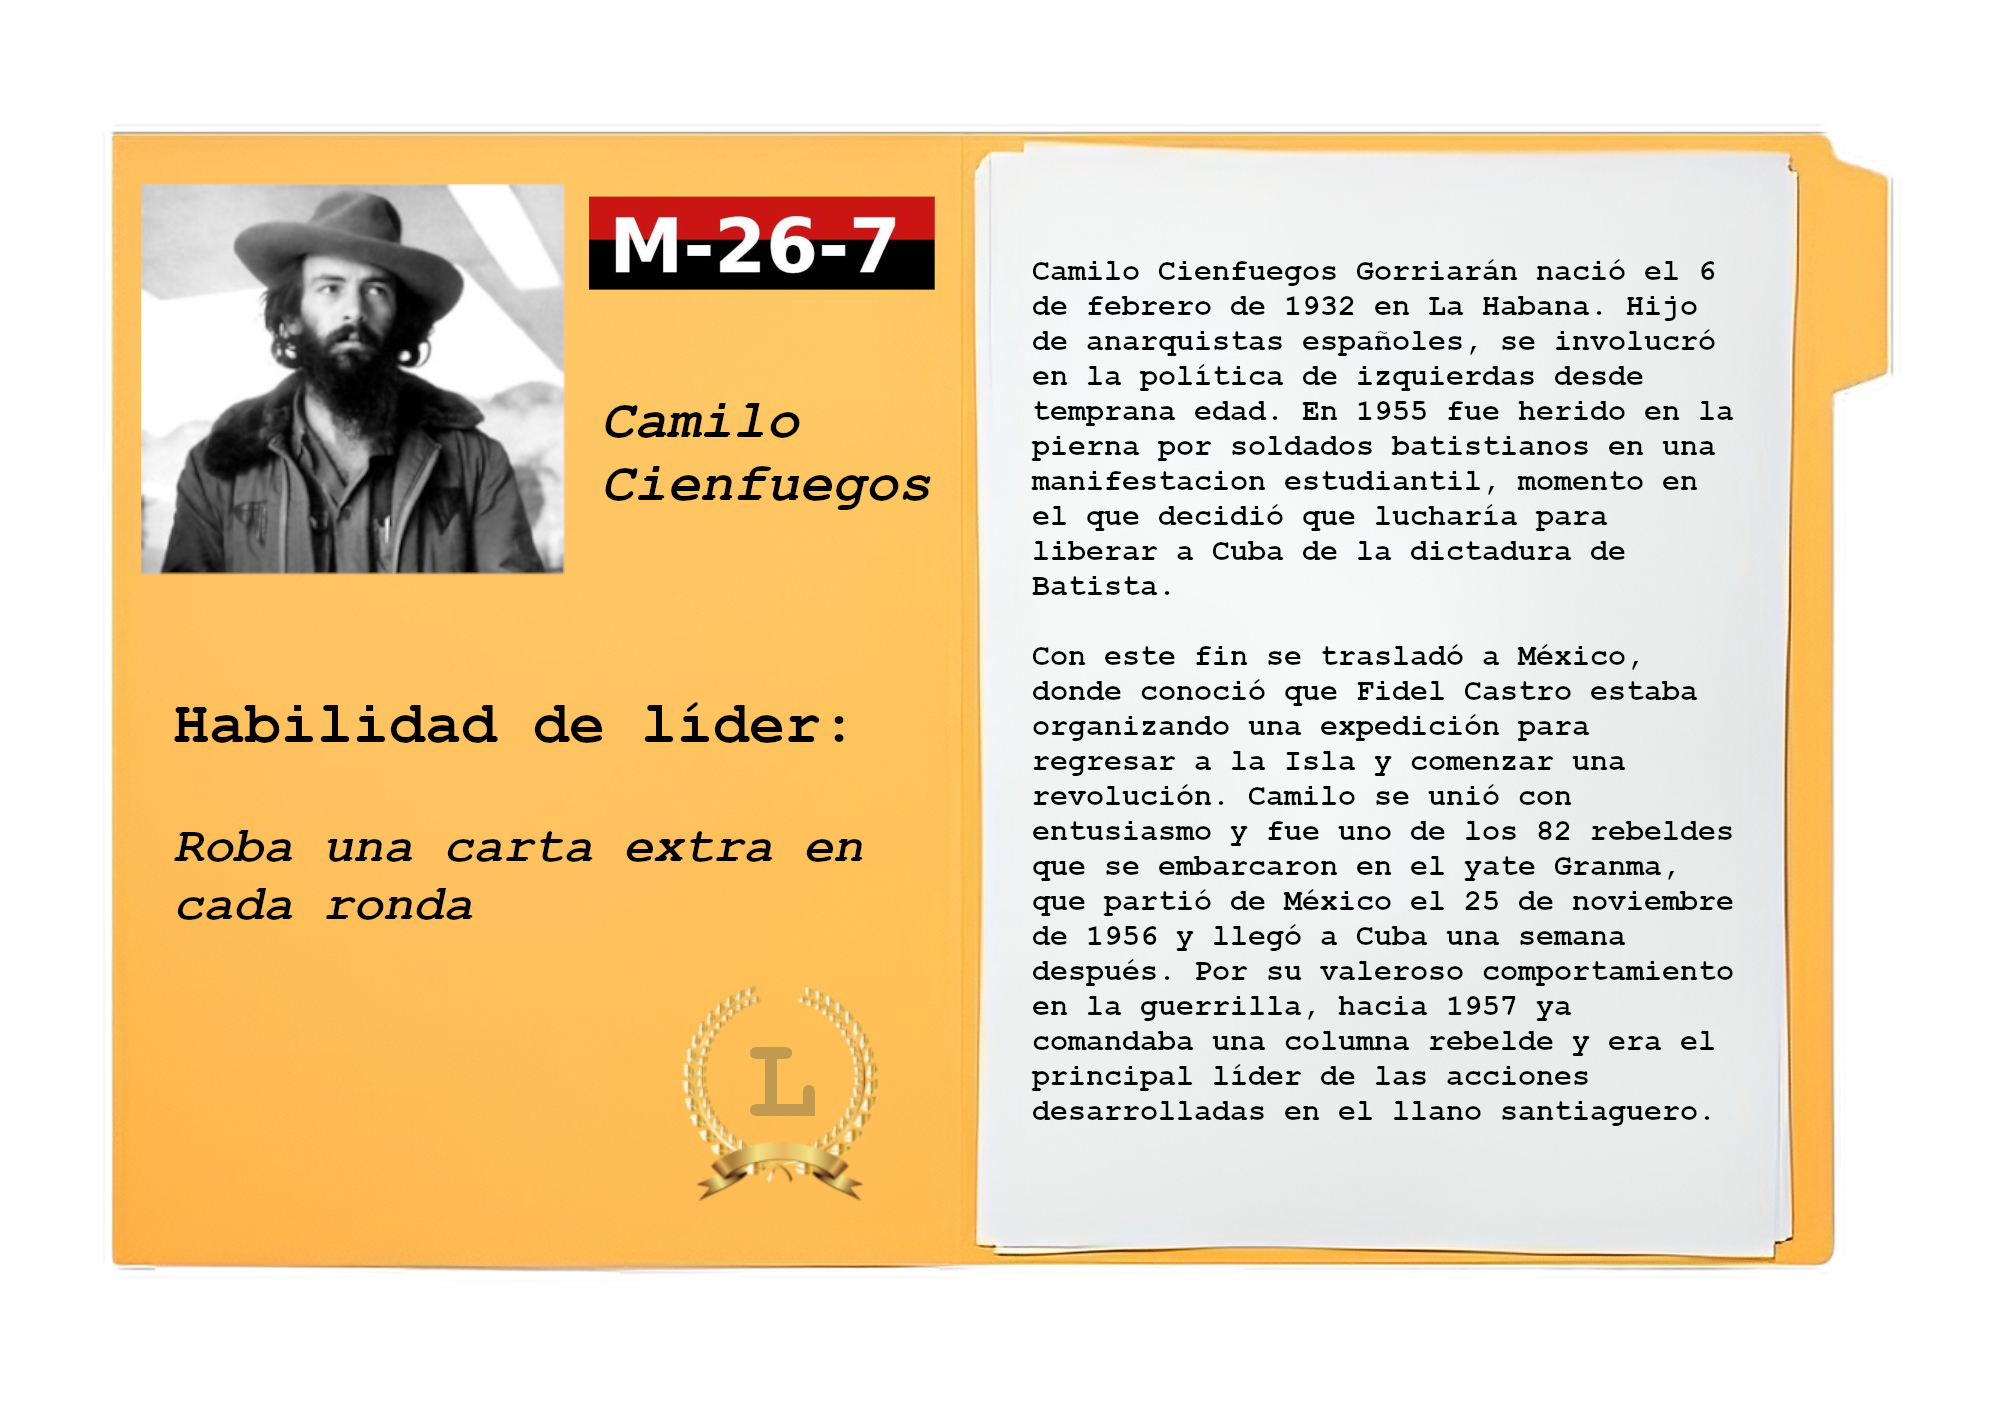 M-26-7
Camilo
Cienfuegos
Habilidad de líder:
Roba una carta extra en
cada ronda
L
Camilo Cienfuegos Gorriarán nació el 6
de febrero de 1932 en La Habana. Hijo
de anarquistas españoles, se involucró
en la política de izquierdas desde
temprana edad. En 1955 fue herido en la
pierna por soldados batistianos en una
manifestacion estudiantil, momento en
el que decidió que lucharía para
liberar a Cuba de la dictadura de
Batista.
Con este fin se trasladó a México,
donde conoció que Fidel Castro estaba
organizando una expedición para
regresar a la Isla y comenzar una
revolución. Camilo se unió con
entusiasmo y fue uno de los 82 rebeldes
que se embarcaron en el yate Granma,
que partió de México el 25 de noviembre
de 1956 y llegó a Cuba una semana
después. Por su valeroso comportamiento
en la guerrilla, hacia 1957 ya
comandaba una columna rebelde y era el
principal líder de las acciones
desarrolladas en el llano santiaguero.